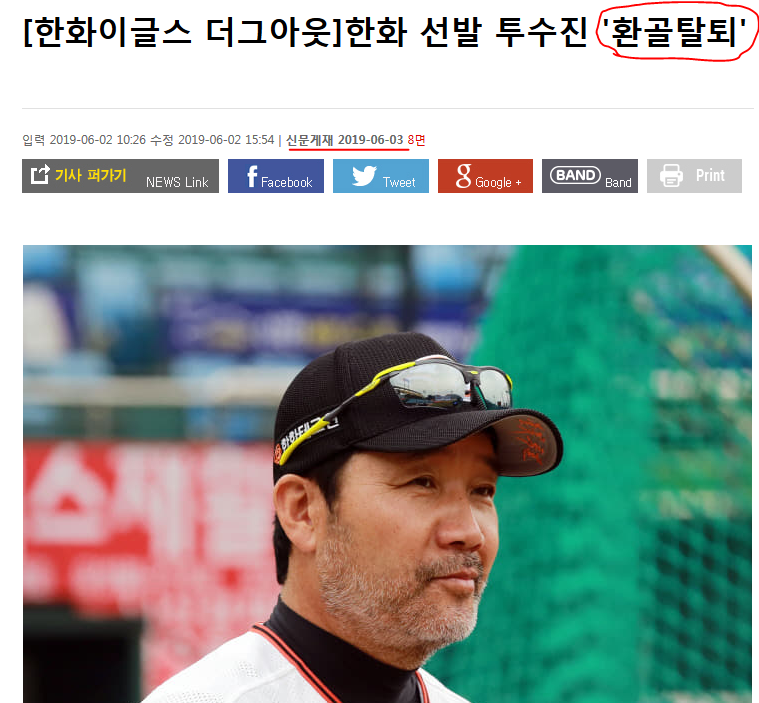 [한화이글스 더그아웃]한화 선발 투수진 '환골탈퇴'
입력 2019-06-02 10:26 수정 2019-06-02 15:54 | 신문게재 2019-06-03 8면
기사 퍼가기 NEWS Link
Facebook
Tweet
Google +
BAND Band
Print